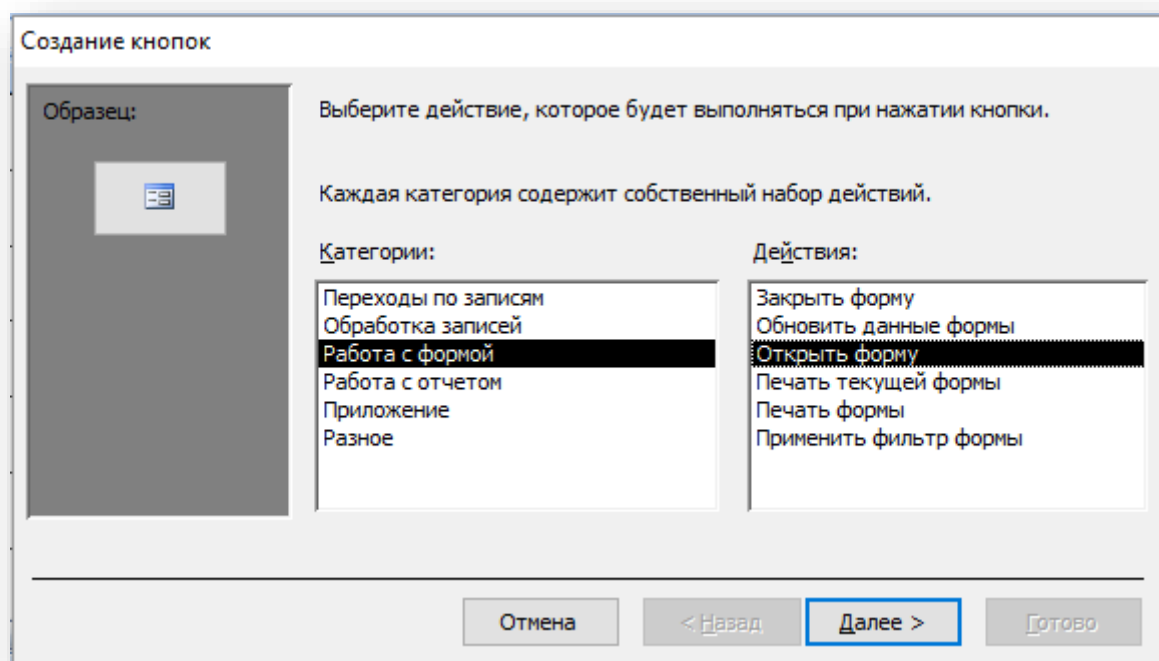 Создание кнопок
Образец:
Выберите действие, которое будет выполняться при нажатии кнопки.
Каждая категория содержит собственный набор действий.
Категории:
Переходы по записям
Обработка записей
Работа с формой
Работа с отчетом
Приложение
Разное
Действия:
Закрыть форму
Обновить данные формы
Открыть форму
Печать текущей формы
Печать формы
Применить фильтр формы
Отмена
< Назад
Далее >
Готово